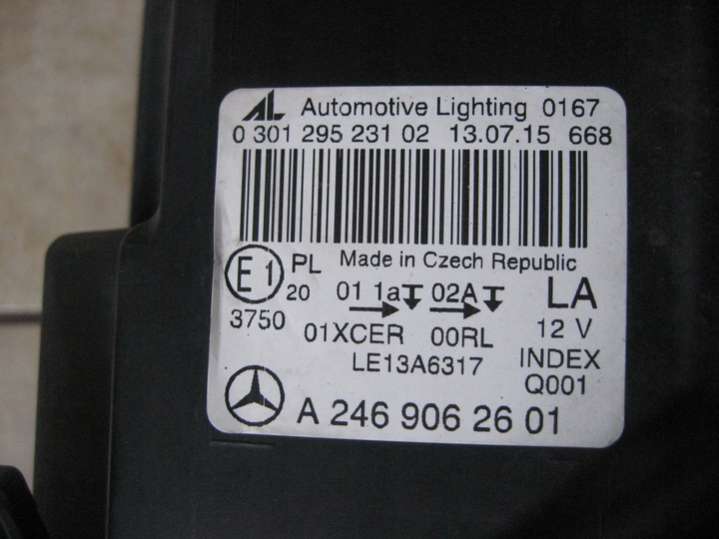 AL Automotive Lighting 0167
0 301 295 231 02 13.07.15 668
Made in Czech Republic
E1 PL 01 1a 02A LA
20
3750 01XCER 00RL 12 V
LE13A6317 INDEX
Q001
A 246 906 26 01